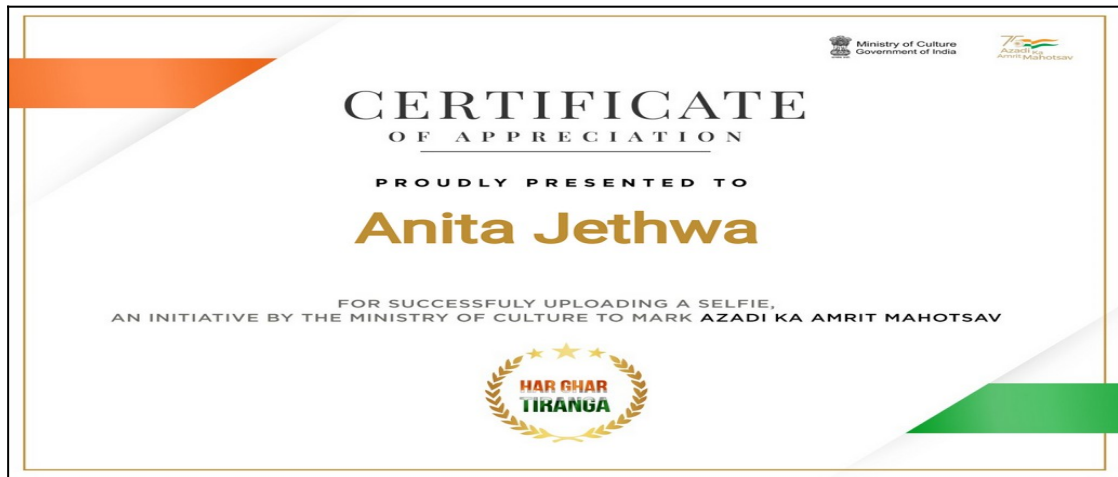 Ministry of Culture
Government of India
75
Azadi Ka
Amrit Mahotsav
CERTIFICATE
OF APPRECIATION
PROUDLY PRESENTED TO
Anita Jethwa
FOR SUCCESSFULY UPLOADING A SELFIE,
AN INITIATIVE BY THE MINISTRY OF CULTURE TO MARK AZADI KA AMRIT MAHOTSAV
HAR GHAR
TIRANGA